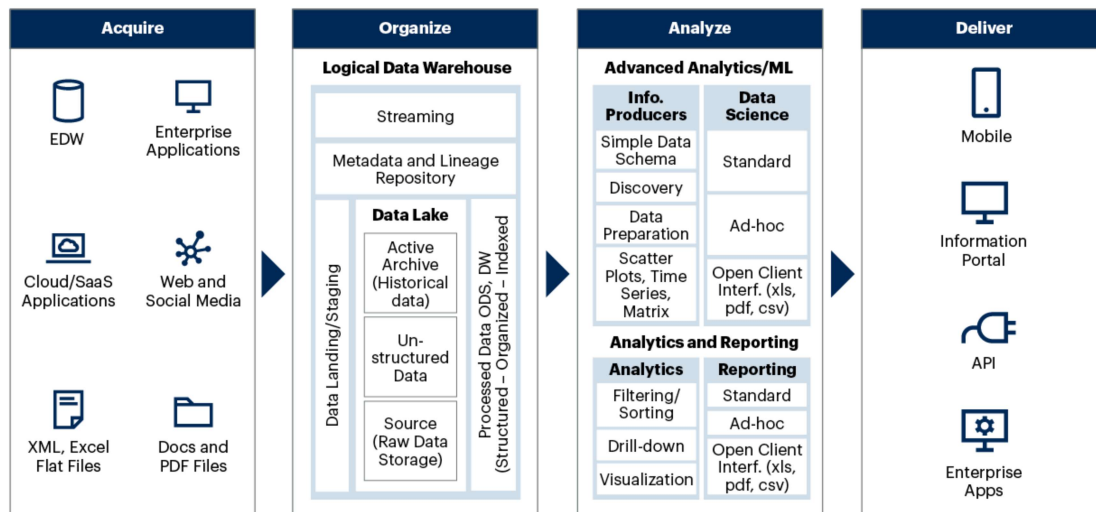 Acquire
EDW
Enterprise
Applications
Cloud/SaaS
Applications
Web and
Social Media
XML, Excel
Flat Files
Docs and
PDF Files
Organize
Logical Data Warehouse
Streaming
Metadata and Lineage
Repository
Data Landing/Staging
Data Lake
Active
Archive
(Historical
data)
Un-
structured
Data
Source
(Raw Data
Storage)
Processed Data ODS, DW
(Structured – Organized – Indexed
Analyze
Advanced Analytics/ML
Info.
Producers
Simple Data
Schema
Discovery
Data
Preparation
Scatter
Plots, Time
Series,
Matrix
Data
Science
Standard
Ad-hoc
Open Client
Interf. (xls,
pdf, csv)
Analytics and Reporting
Analytics
Filtering/
Sorting
Drill-down
Visualization
Reporting
Standard
Ad-hoc
Open Client
Interf. (xls,
pdf, csv)
Deliver
Mobile
Information
Portal
API
Enterprise
Apps